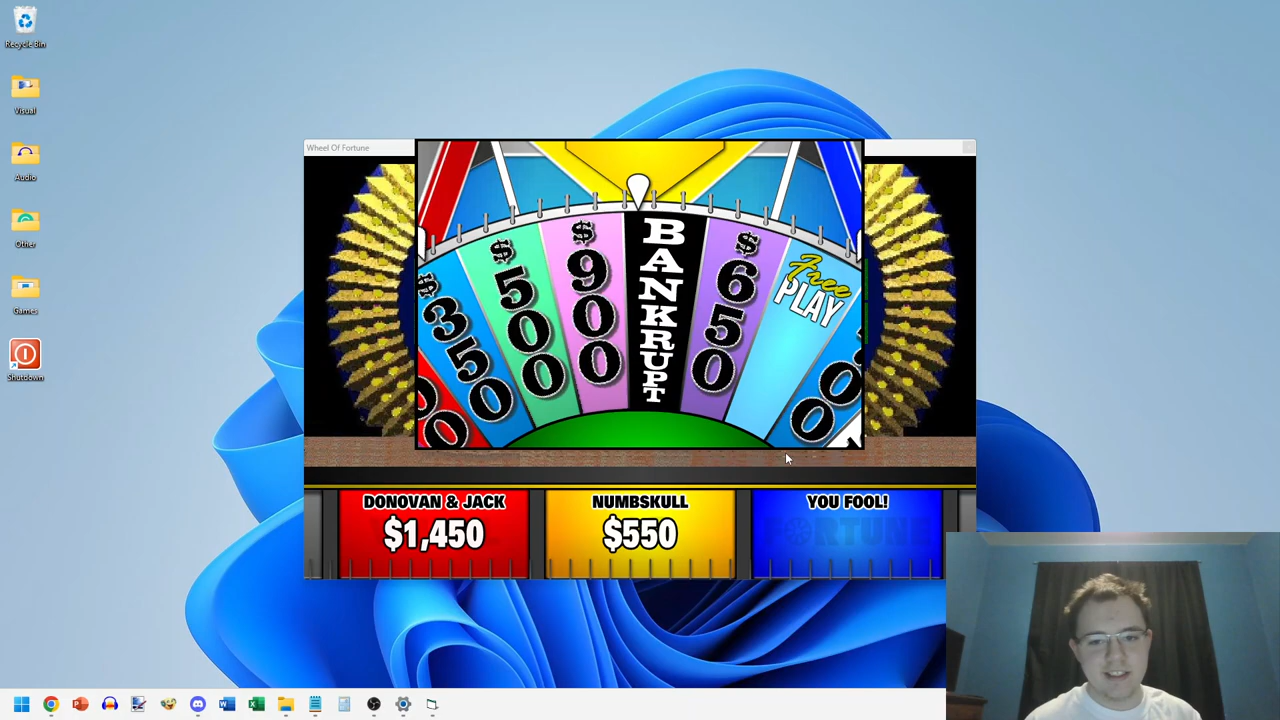 Recycle Bin
Visual
Audio
Other
Games
Shutdown
Wheel Of Fortune
$350
$500
$900
BANKRUPT
$650
Free
PLAY
DONOVAN & JACK
$1,450
NUMBSKULL
$550
YOU FOOL!
FORTUNE